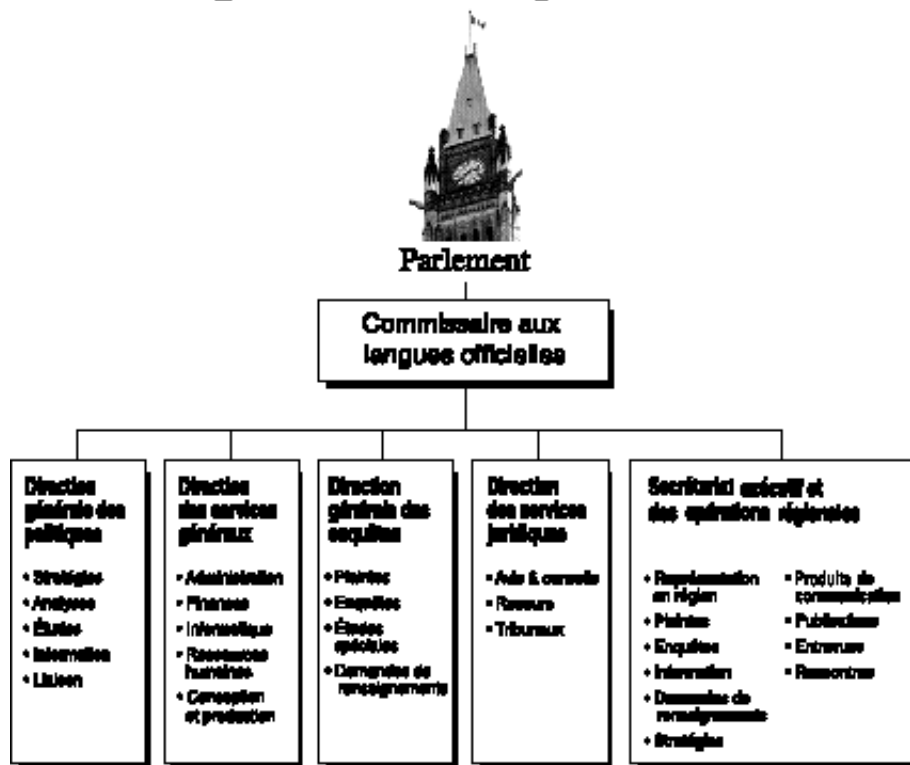 Parlement
Commissaire aux
langues officielles
Direction
générale des
politiques
• Stratégies
• Analyses
• Études
• Information
• Liaison
Direction
des services
généraux
• Administration
• Finances
• Informatique
• Ressources
humaines
• Conception
et production
Direction
générale des
enquêtes
• Plaintes
• Enquêtes
• Études
spéciales
• Demandes de
renseignements
Direction
des services
juridiques
• Avis & conseils
• Recours
• Tribunaux
Secrétariat exécutif et
des opérations régionales
• Représentation
en région
• Plaintes
• Enquêtes
• Information
• Demandes de
renseignements
• Stratégies
• Produits de
communication
• Publications
• Entrevues
• Rencontres